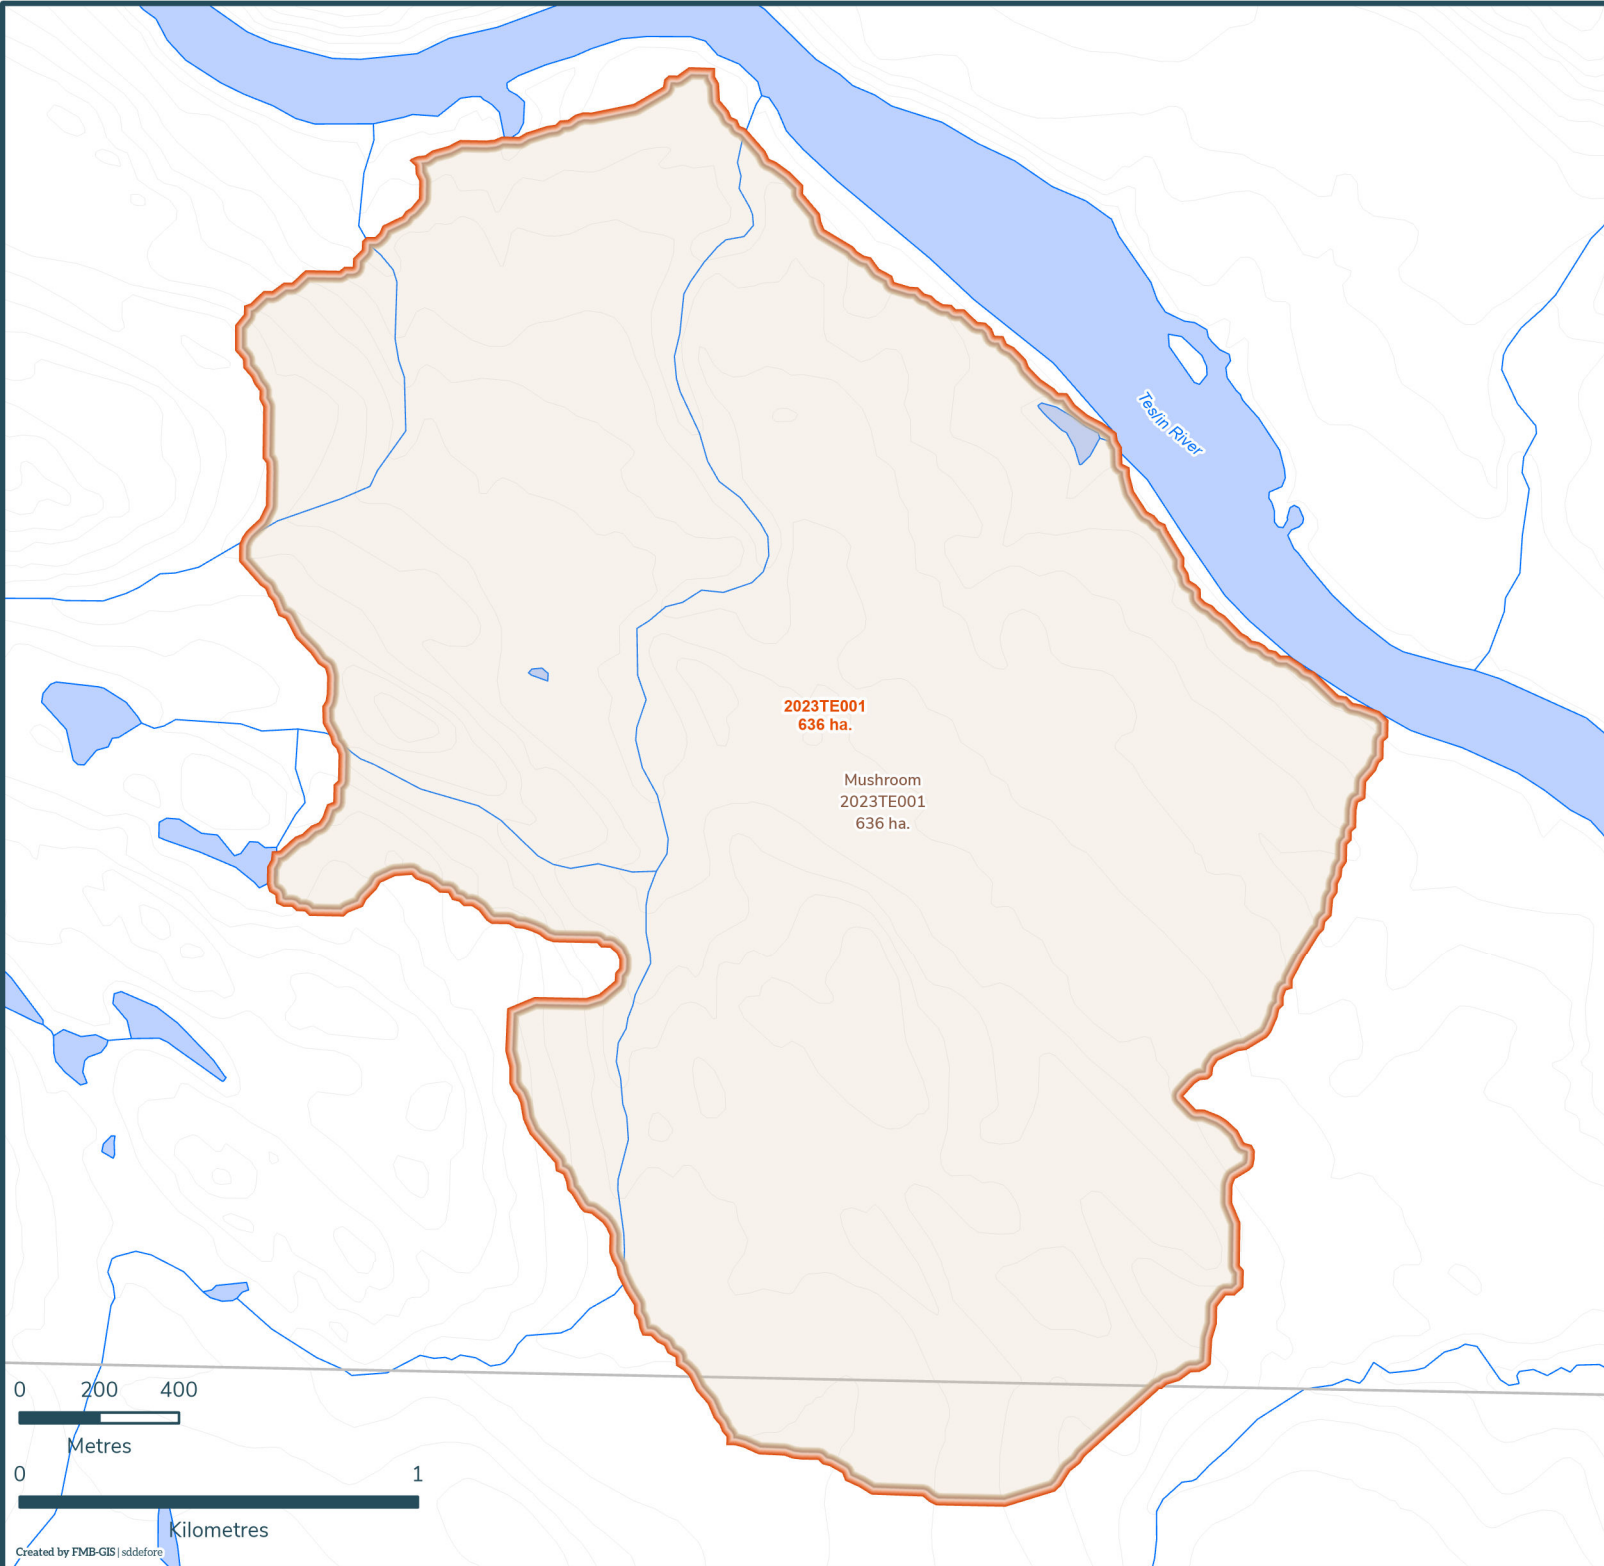 Teslin River
2023TE001
636 ha.
Mushroom
2023TE001
636 ha.
0 200 400
Metres
0 1
Kilometres
Created by FMB-GIS | sddefore